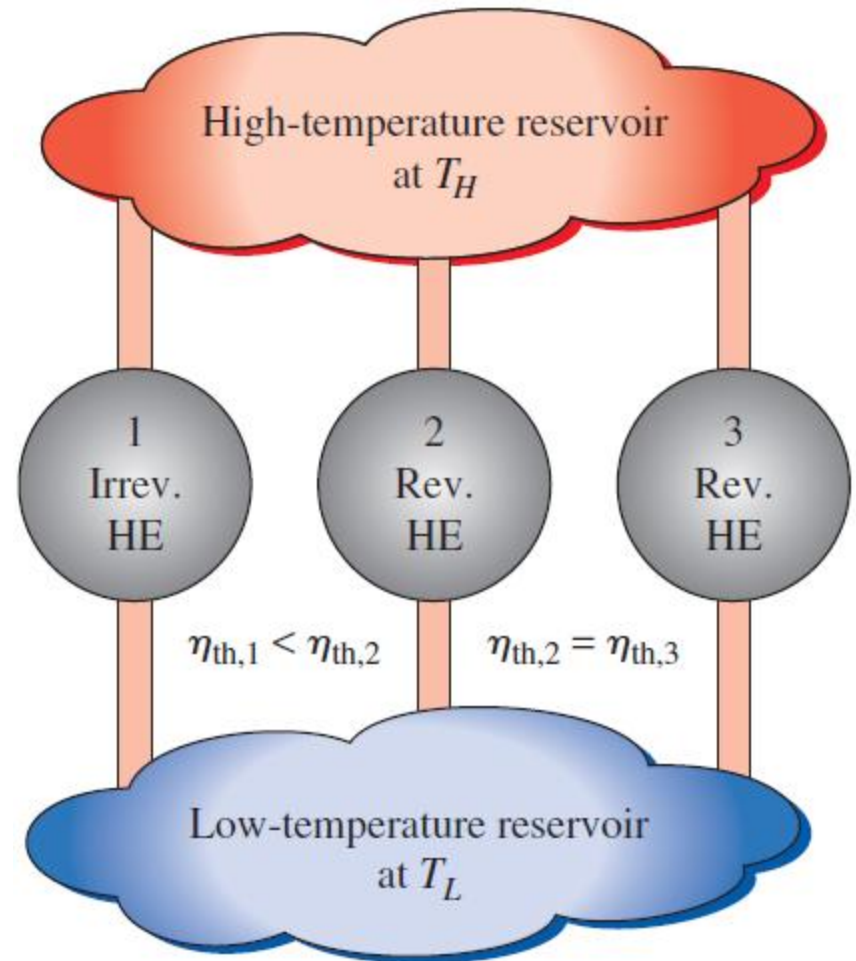 High-temperature reservoir
at T_H
1
Irrev.
HE
2
Rev.
HE
3
Rev.
HE
η_th,1 < η_th,2
η_th,2 = η_th,3
Low-temperature reservoir
at T_L